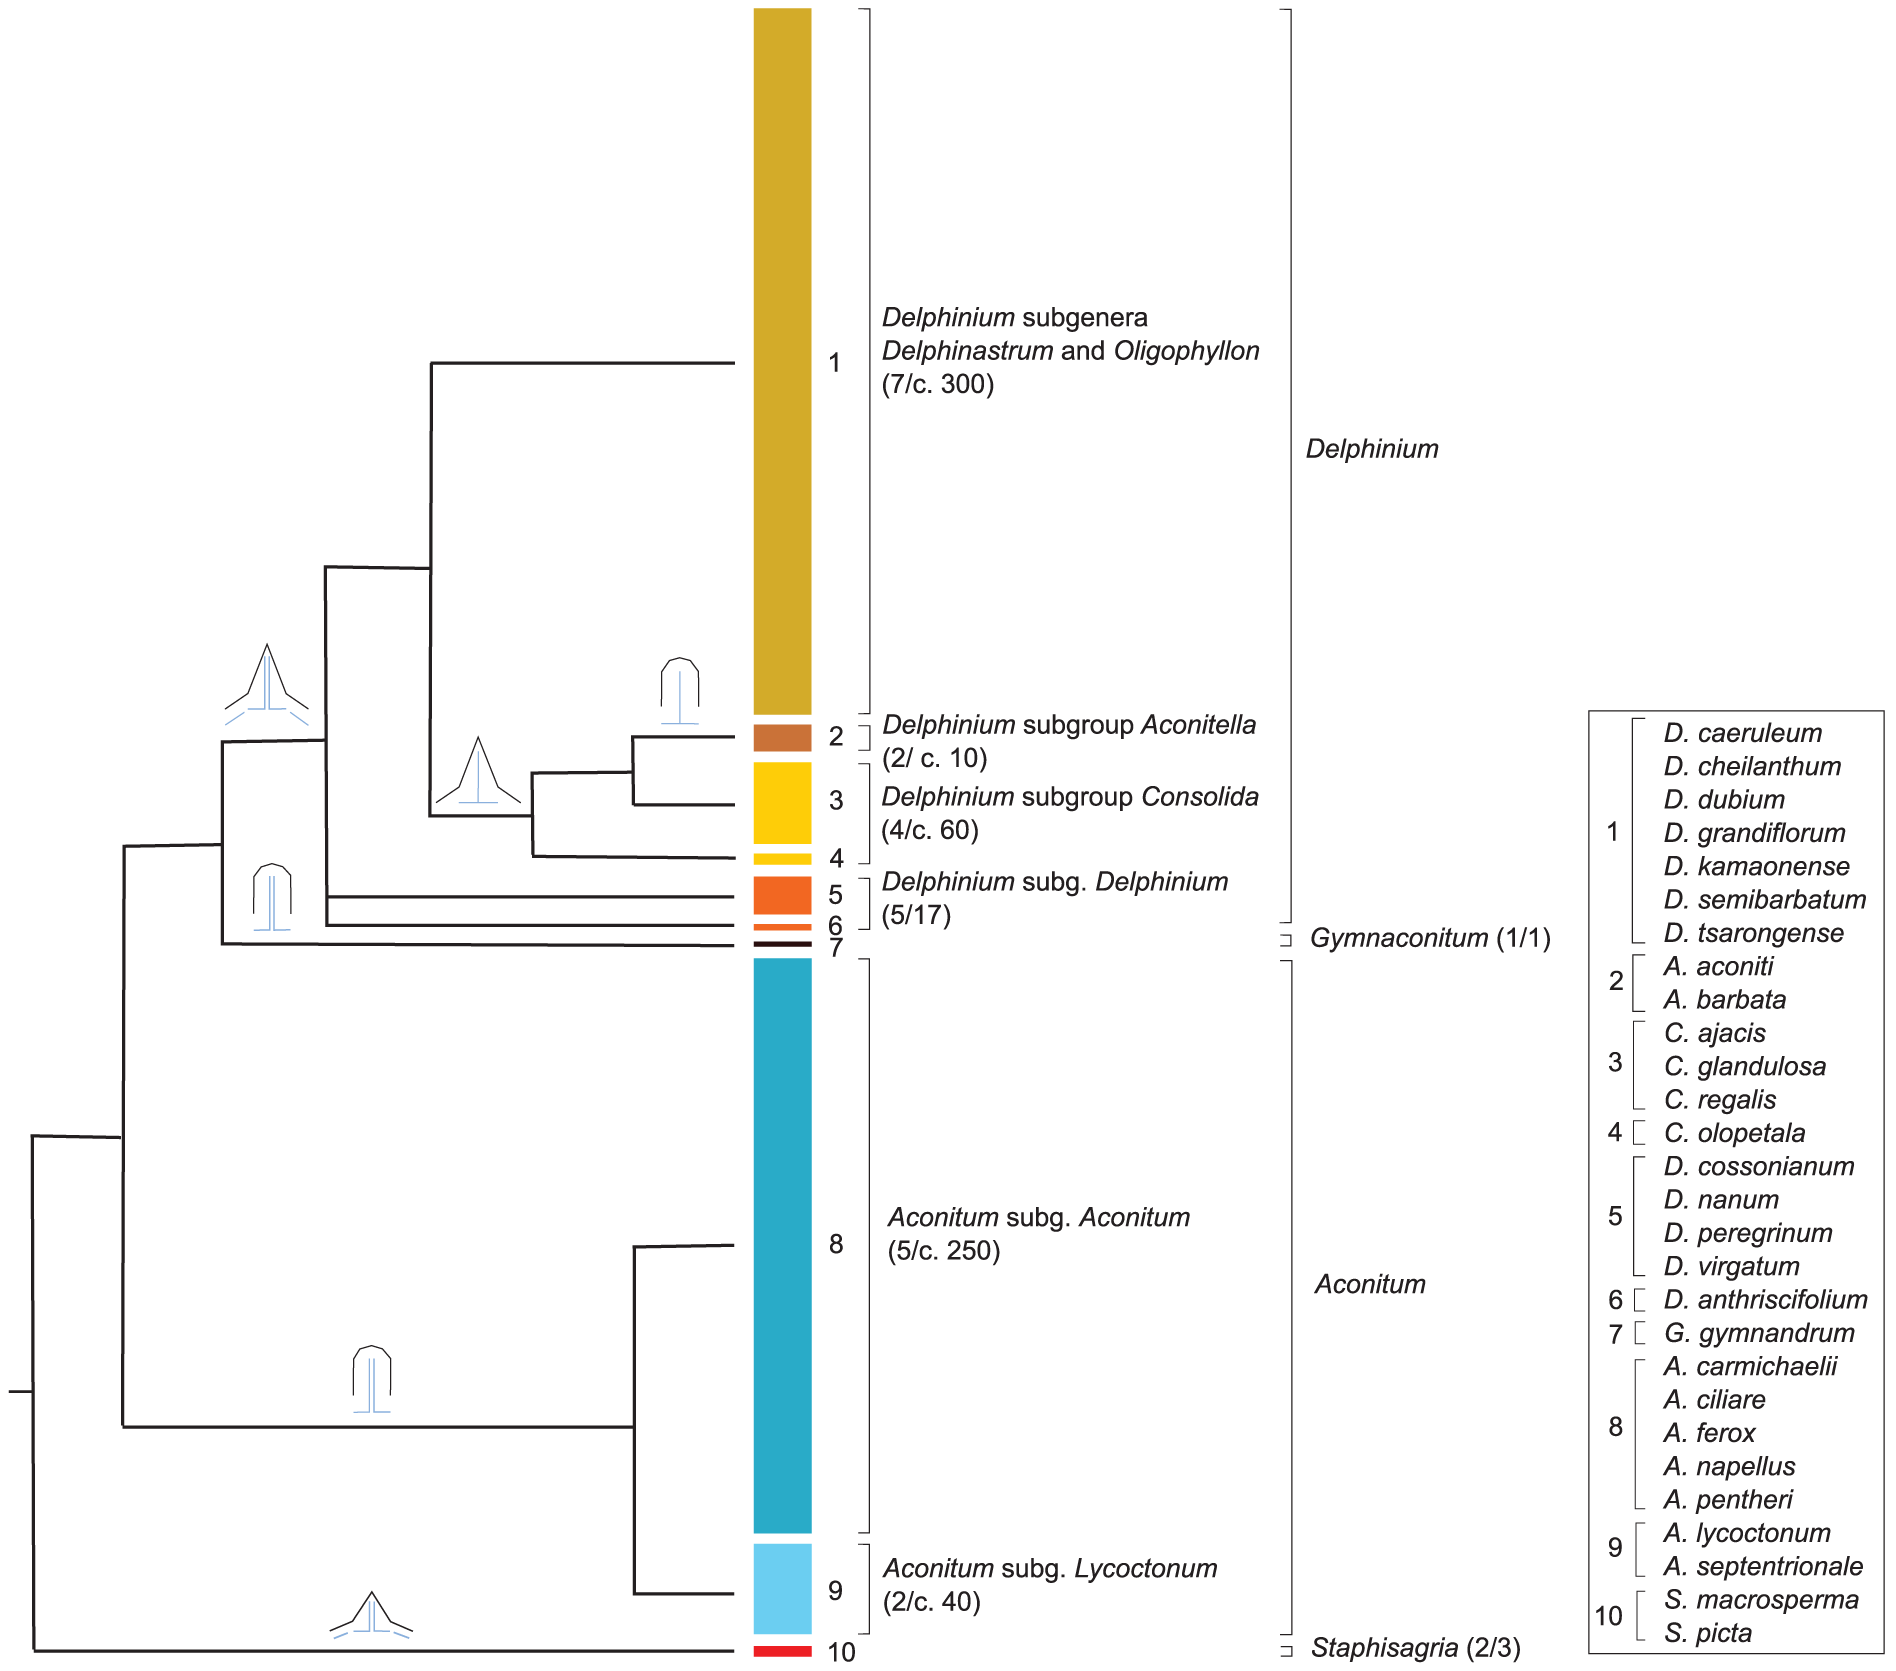 1
Delphinium subgenera
Delphinastrum and Oligophyllon
(7/c. 300)
Delphinium
2
Delphinium subgroup Aconitella
(2/ c. 10)
3
Delphinium subgroup Consolida
(4/c. 60)
4
5
Delphinium subg. Delphinium
(5/17)
6
7
Gymnaconitum (1/1)
8
Aconitum subg. Aconitum
(5/c. 250)
Aconitum
9
Aconitum subg. Lycoctonum
(2/c. 40)
10
Staphisagria (2/3)
1
D. caeruleum
D. cheilanthum
D. dubium
D. grandiflorum
D. kamaonense
D. semibarbatum
D. tsarongense
2
A. aconiti
A. barbata
3
C. ajacis
C. glandulosa
C. regalis
4
C. olopetala
5
D. cossonianum
D. nanum
D. peregrinum
D. virgatum
6
D. anthriscifolium
7
G. gymnandrum
8
A. carmichaelii
A. ciliare
A. ferox
A. napellus
A. pentheri
9
A. lycoctonum
A. septentrionale
10
S. macrosperma
S. picta